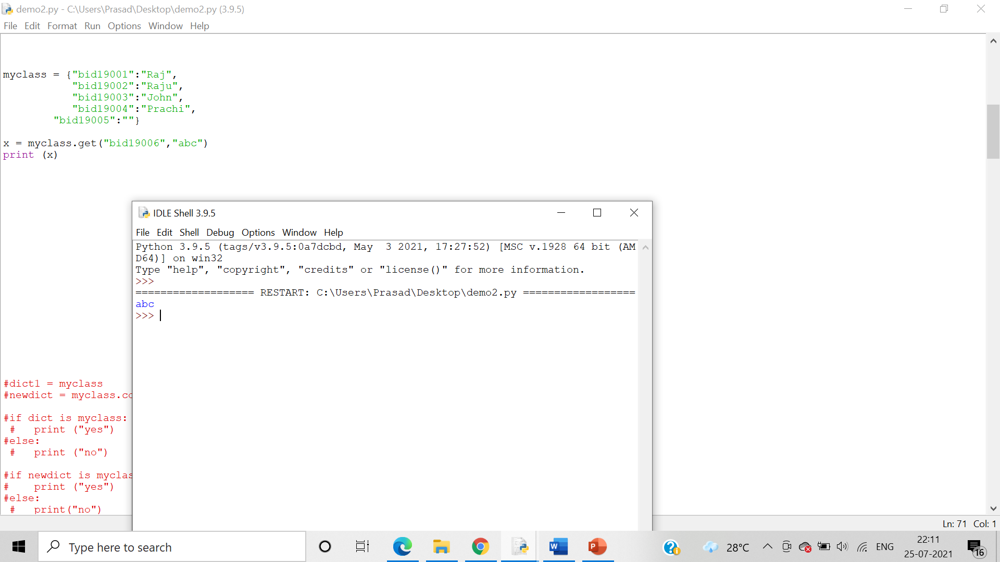 demo2.py - C:\Users\Prasad\Desktop\demo2.py (3.9.5)
File Edit Format Run Options Window Help
myclass = {"bid19001":"Raj",
"bid19002":"Raju",
"bid19003":"John",
"bid19004":"Prachi",
"bid19005":""}
x = myclass.get("bid19006","abc")
print (x)
IDLE Shell 3.9.5
File Edit Shell Debug Options Window Help
Python 3.9.5 (tags/v3.9.5:0a7dcbd, May  3 2021, 17:27:52) [MSC v.1928 64 bit (AM
D64)] on win32
Type "help", "copyright", "credits" or "license()" for more information.
>>>
=================== RESTART: C:\Users\Prasad\Desktop\demo2.py ==================
abc
>>>
#dict1 = myclass
#newdict = myclass.co
#if dict is myclass:
#   print ("yes")
#else:
#   print ("no")
#if newdict is myclas
#    print ("yes")
#else:
#   print("no")
Ln: 71 Col: 1
Type here to search
28°C
ENG
22:11
25-07-2021
16